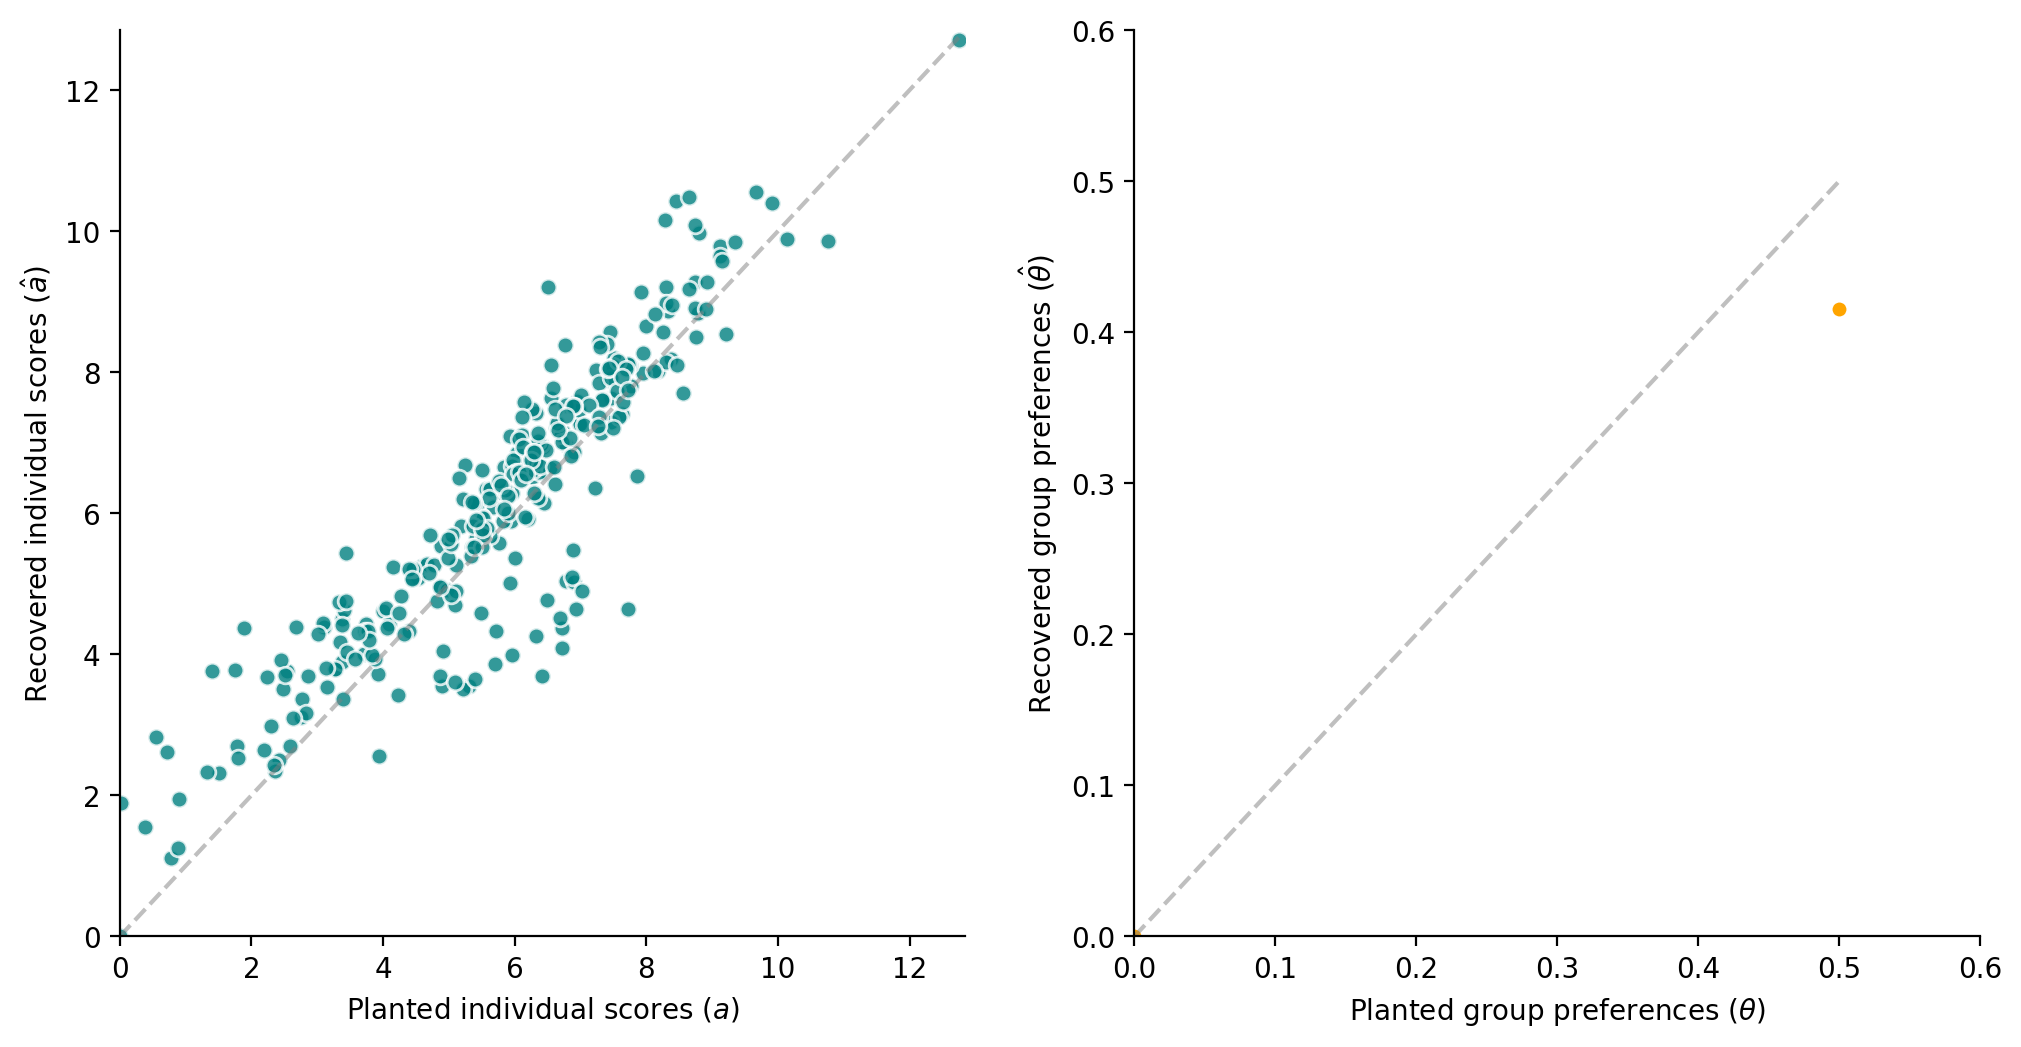 12
10
8
6
4
2
0
Recovered individual scores (â)
0 2 4 6 8 10 12
Planted individual scores (a)
0.6
0.5
0.4
0.3
0.2
0.1
0.0
Recovered group preferences (θ̂)
0.0 0.1 0.2 0.3 0.4 0.5 0.6
Planted group preferences (θ)